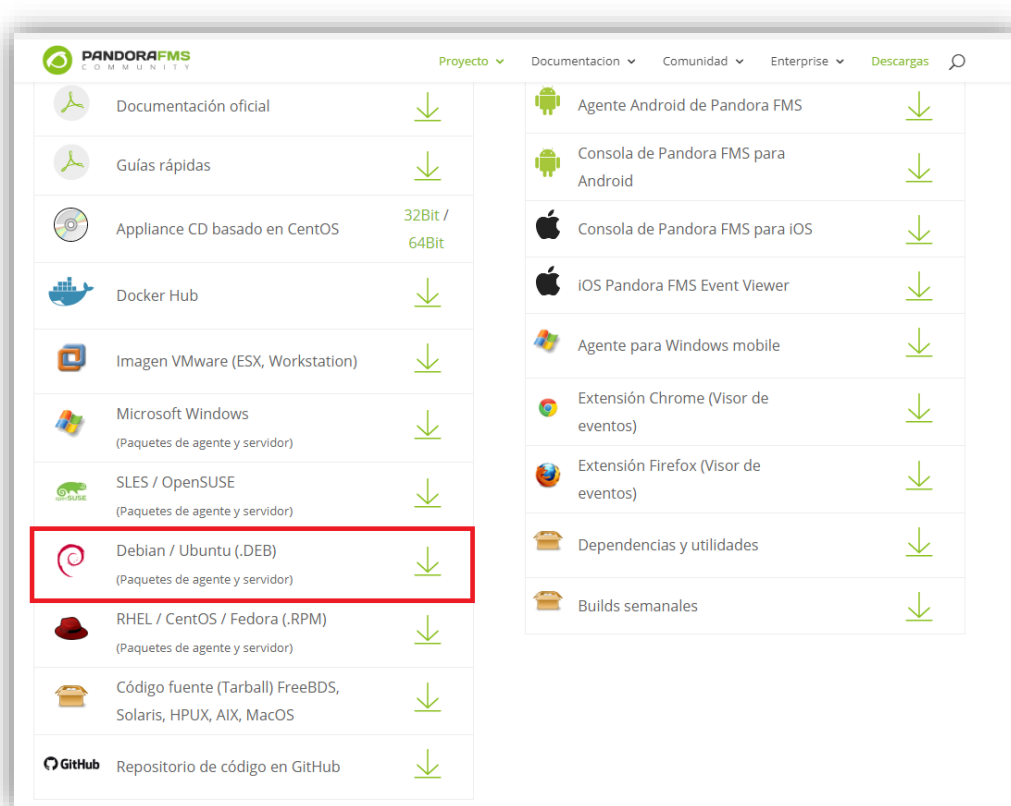 PANDORAFMS
COMMUNITY
Proyecto
Documentacion
Comunidad
Enterprise
Descargas
Documentación oficial
Guías rápidas
Appliance CD basado en CentOS
32Bit /
64Bit
Docker Hub
Imagen VMware (ESX, Workstation)
Microsoft Windows
(Paquetes de agente y servidor)
openSUSE
SLES / OpenSUSE
(Paquetes de agente y servidor)
Debian / Ubuntu (.DEB)
(Paquetes de agente y servidor)
RHEL / CentOS / Fedora (.RPM)
(Paquetes de agente y servidor)
Código fuente (Tarball) FreeBDS,
Solaris, HPUX, AIX, MacOS
GitHub
Repositorio de código en GitHub
Agente Android de Pandora FMS
Consola de Pandora FMS para
Android
Consola de Pandora FMS para iOS
iOS Pandora FMS Event Viewer
Agente para Windows mobile
Extensión Chrome (Visor de
eventos)
Extensión Firefox (Visor de
eventos)
Dependencias y utilidades
Builds semanales